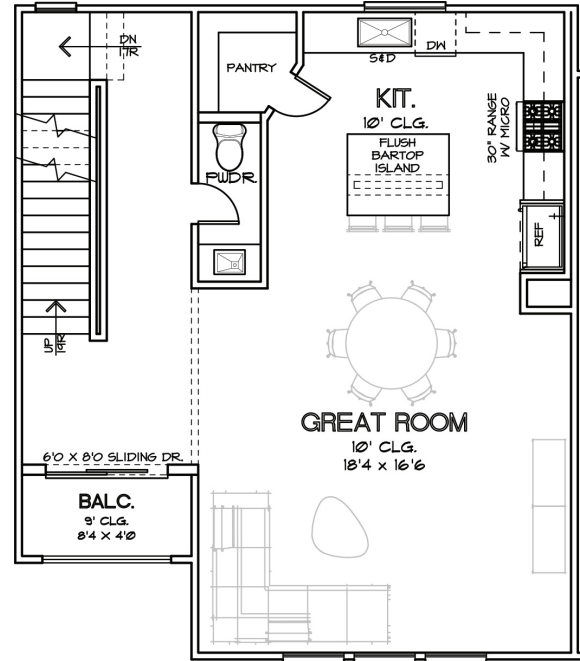 DN
17R
PANTRY
S&D
DW
KIT.
10' CLG.
FLUSH
BARTOP
ISLAND
30" RANGE
W/ MICRO
PWDR.
REF
UP
19R
GREAT ROOM
10' CLG.
18'4 x 16'6
6'0 X 8'0 SLIDING DR.
BALC.
9' CLG.
8'4 X 4'0